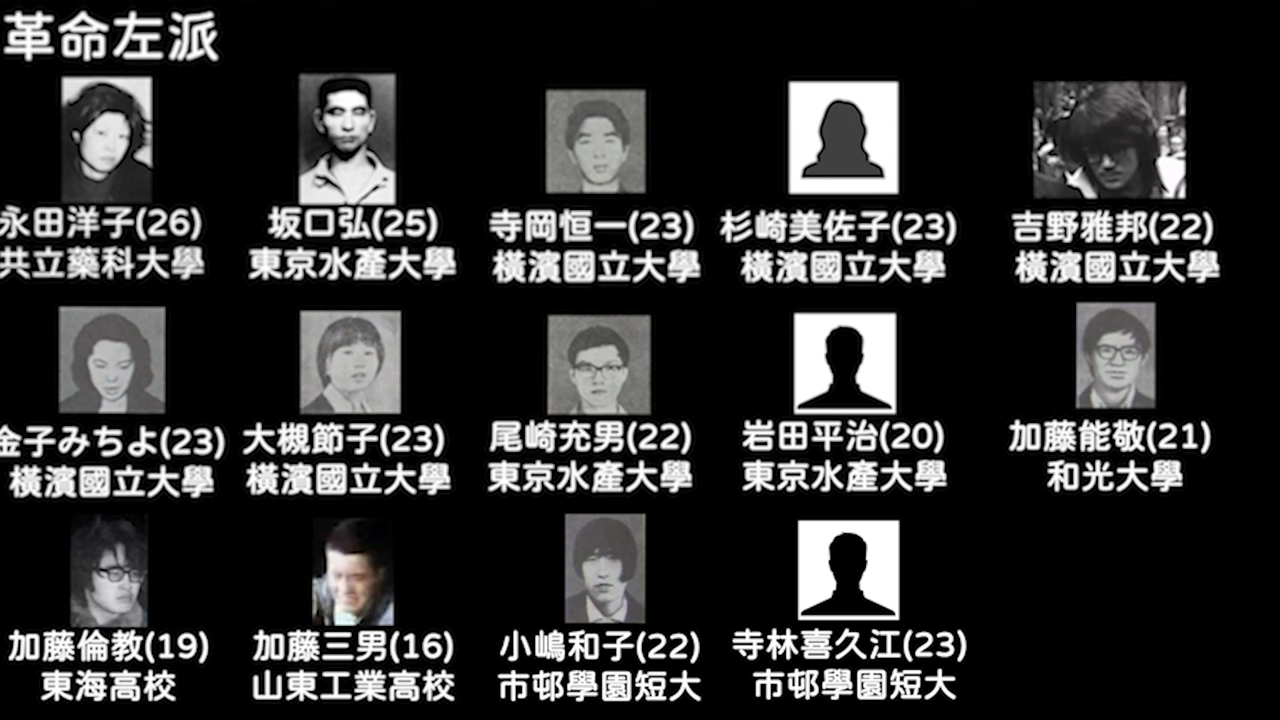 革命左派
永田洋子(26) 坂口弘(25) 寺岡恒一(23) 杉崎美佐子(23) 吉野雅邦(22)
共立藥科大學 東京水產大學 橫濱國立大學 橫濱國立大學 橫濱國立大學
金子みちよ(23) 大槻節子(23) 尾崎充男(22) 岩田平治(20) 加藤能敬(21)
橫濱國立大學 橫濱國立大學 東京水產大學 東京水產大學 和光大學
加藤倫教(19) 加藤三男(16) 小嶋和子(22) 寺林喜久江(23)
東海高校 山東工業高校 市邨學園短大 市邨學園短大